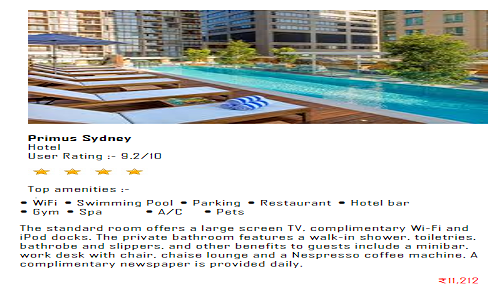 Primus Sydney
Hotel
User Rating :- 9.2/10
Top amenities :-
• WiFi • Swimming Pool • Parking • Restaurant • Hotel bar
• Gym • Spa • A/C • Pets
The standard room offers a large screen TV, complimentary Wi-Fi and
iPod docks. The private bathroom features a walk-in shower, toiletries,
bathrobe and slippers, and other benefits to guests include a minibar,
work desk with chair, chaise lounge and a Nespresso coffee machine. A
complimentary newspaper is provided daily.
₹11,212